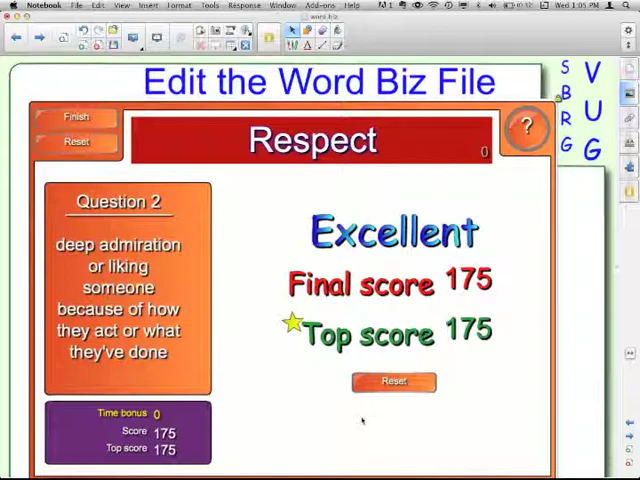 Notebook File Edit View Insert Format Tools Response Window Add-ons Help
Wed 1:05 PM
word biz
Edit the Word Biz File
S
B
R
G
V
U
G
Finish
Reset
Respect
0
?
Question 2
deep admiration
or liking
someone
because of how
they act or what
they've done
Excellent
Final score 175
Top score 175
Reset
Time bonus 0
Score 175
Top score 175